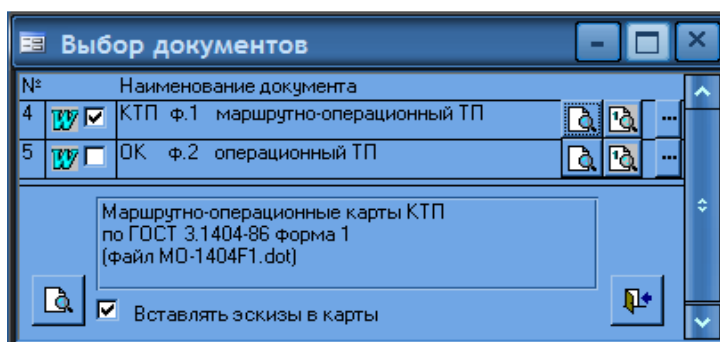 Выбор документов
№ Наименование документа
4 W КТП ф.1 маршрутно-операционный ТП ...
5 W ОК ф.2 операционный ТП ...
Маршрутно-операционные карты КТП
по ГОСТ 3.1404-86 Форма 1
(файл MO-1404F1.dot)
Вставлять эскизы в карты